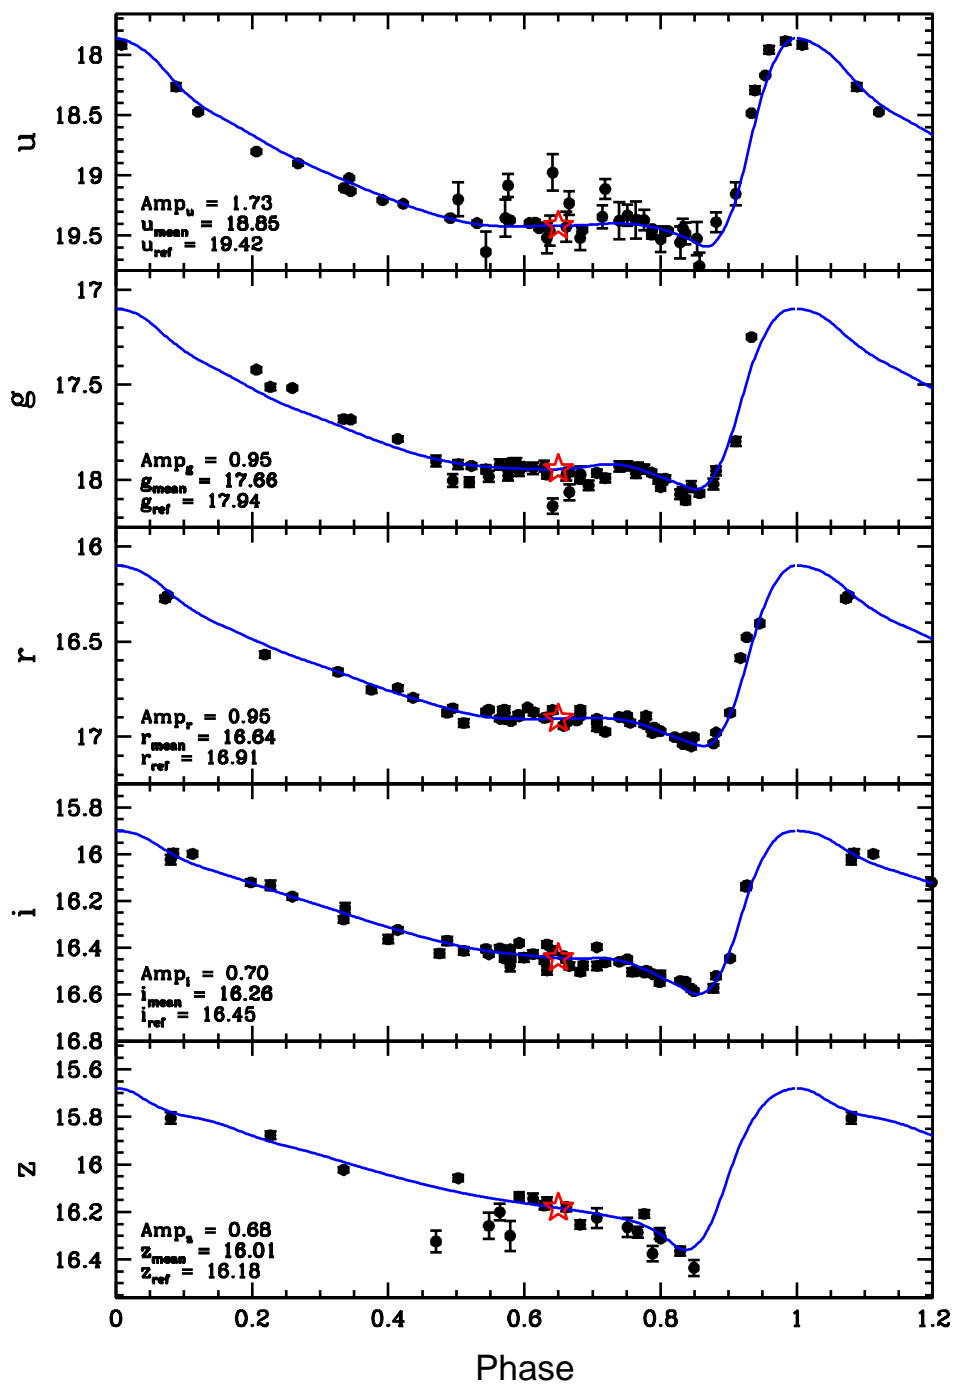 18
18.5
19
19.5
u
Amp_u = 1.73
u_mean = 18.85
u_ref = 19.42
17
17.5
18
g
Amp_g = 0.95
g_mean = 17.66
g_ref = 17.94
16
16.5
17
r
Amp_r = 0.95
r_mean = 16.64
r_ref = 16.91
15.8
16
16.2
16.4
16.6
16.8
i
Amp_i = 0.70
i_mean = 16.26
i_ref = 16.45
15.6
15.8
16
16.2
16.4
z
Amp_z = 0.68
z_mean = 16.01
z_ref = 16.18
0 0.2 0.4 0.6 0.8 1 1.2
Phase